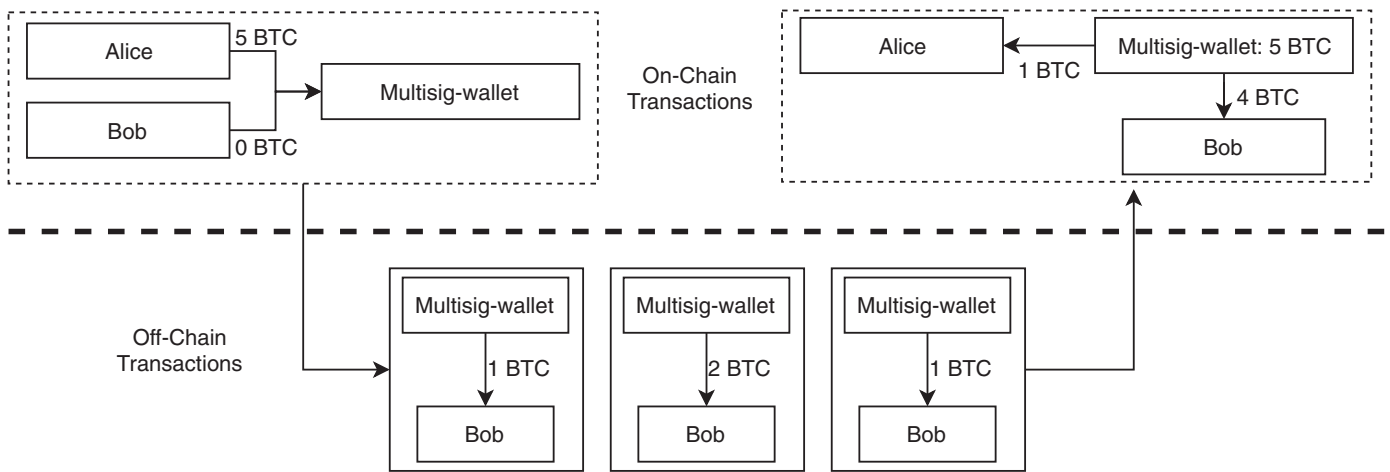 Alice
5 BTC
Multisig-wallet
Bob
0 BTC
On-Chain
Transactions
Alice
Multisig-wallet: 5 BTC
1 BTC
4 BTC
Bob
Off-Chain
Transactions
Multisig-wallet
1 BTC
Bob
Multisig-wallet
2 BTC
Bob
Multisig-wallet
1 BTC
Bob